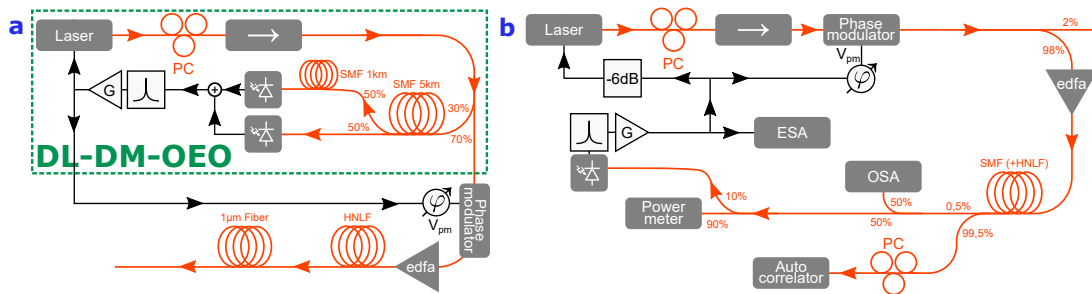 a
Laser
PC
SMF 1km
SMF 5km
G
50%
30%
50%
70%
DL-DM-OEO
φ
Vpm
Phase
modulator
1µm Fiber
HNLF
edfa
b
Laser
PC
Phase
modulator
Vpm
2%
98%
-6dB
φ
edfa
G
ESA
OSA
SMF (+HNLF)
10%
50%
0,5%
Power
meter
90%
50%
99,5%
PC
Auto
correlator